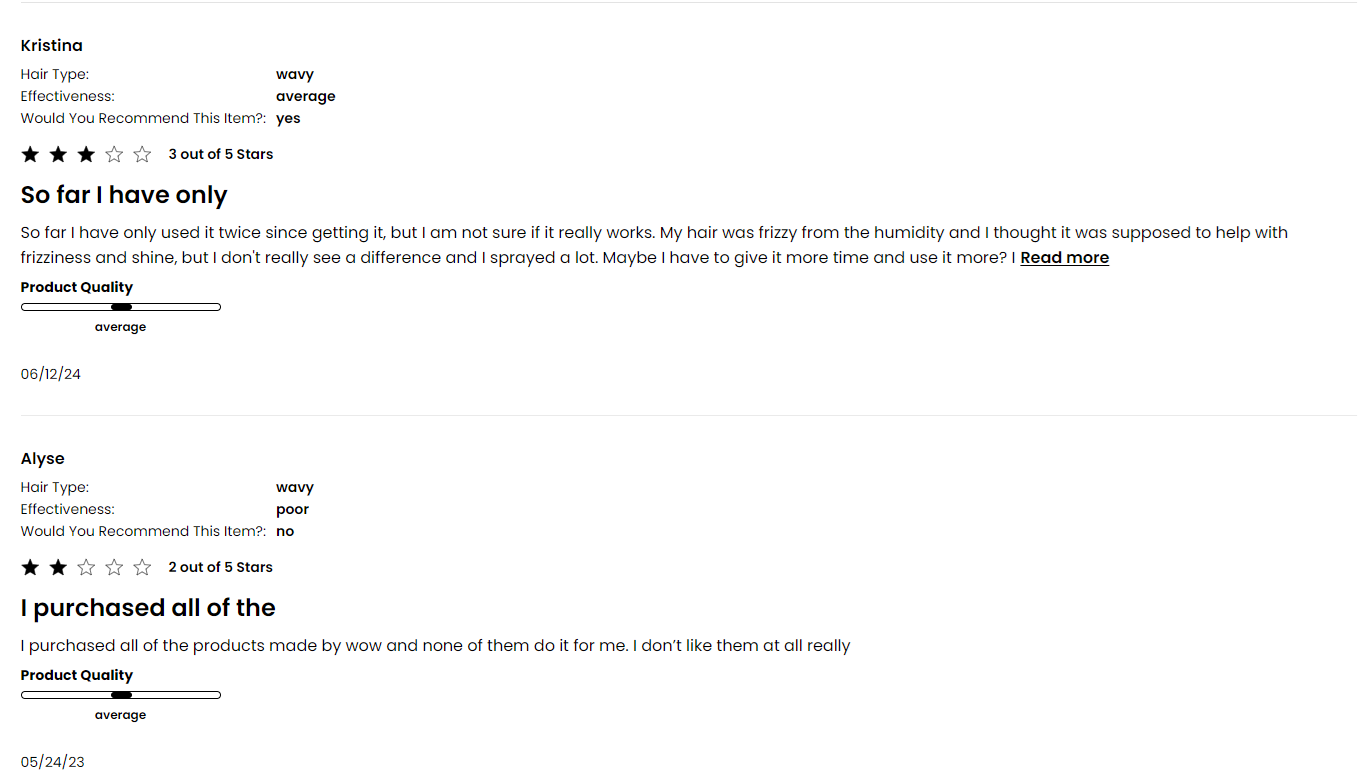 Kristina
Hair Type: wavy
Effectiveness: average
Would You Recommend This Item?: yes
3 out of 5 Stars
So far I have only
So far I have only used it twice since getting it, but I am not sure if it really works. My hair was frizzy from the humidity and I thought it was supposed to help with
frizziness and shine, but I don't really see a difference and I sprayed a lot. Maybe I have to give it more time and use it more? I Read more
Product Quality
average
06/12/24
Alyse
Hair Type: wavy
Effectiveness: poor
Would You Recommend This Item?: no
2 out of 5 Stars
I purchased all of the
I purchased all of the products made by wow and none of them do it for me. I don’t like them at all really
Product Quality
average
05/24/23